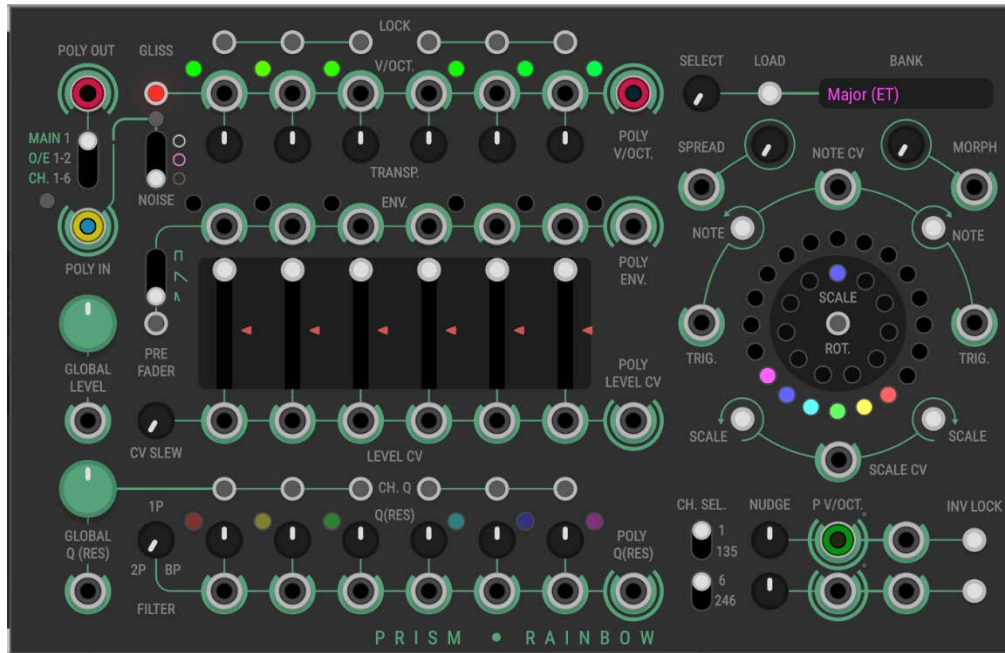 LOCK
POLY OUT
GLISS
V/OCT.
SELECT
LOAD
BANK
Major (ET)
MAIN 1
O/E 1-2
CH. 1-6
NOISE
TRANSP.
POLY
V/OCT.
SPREAD
NOTE CV
MORPH
ENV.
NOTE
NOTE
POLY IN
POLY
ENV.
SCALE
ROT.
TRIG.
TRIG.
PRE
FADER
GLOBAL
LEVEL
POLY
LEVEL CV
CV SLEW
LEVEL CV
SCALE
SCALE
SCALE CV
CH. Q
1P
Q(RES)
GLOBAL
Q (RES)
2P
BP
FILTER
POLY
Q(RES)
CH. SEL.
NUDGE
P V/OCT.
INV LOCK
1
135
6
246
PRISM • RAINBOW